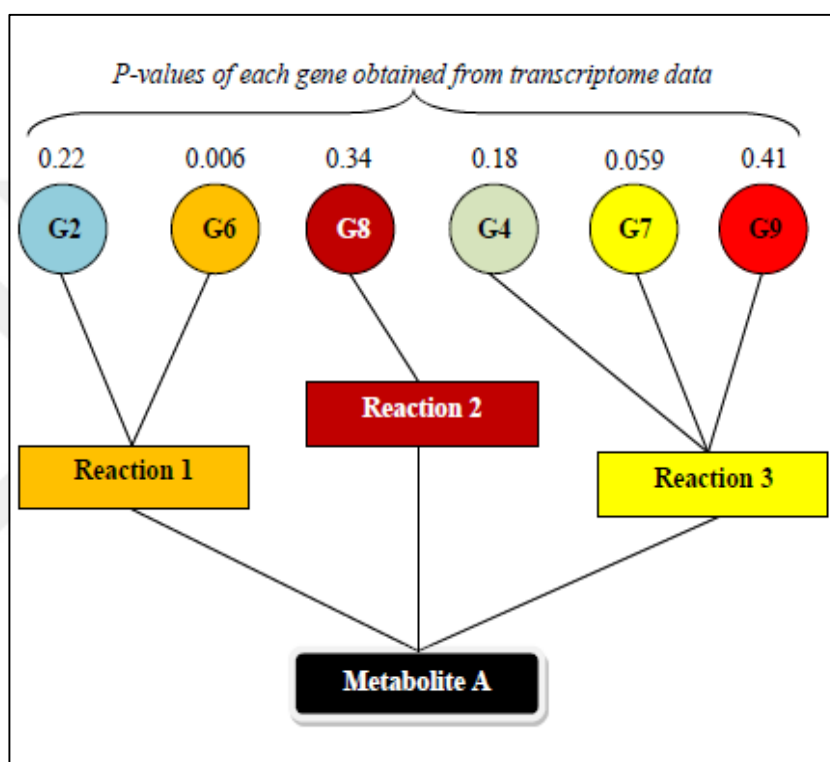 P-values of each gene obtained from transcriptome data
0.22 0.006 0.34 0.18 0.059 0.41
G2 G6 G8 G4 G7 G9
Reaction 2
Reaction 1
Reaction 3
Metabolite A